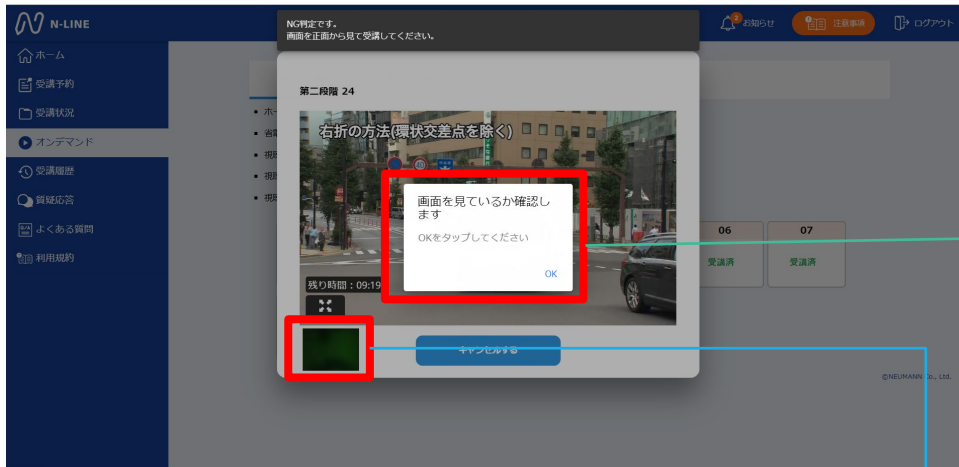 N-LINE
NG判定です。
画面を正面から見て受講してください。
2
お知らせ
注意事項
ログアウト
ホーム
受講予約
受講状況
オンデマンド
受講履歴
質疑応答
よくある質問
利用規約
第二段階 24
右折の方法(環状交差点を除く)
画面を見ているか確認し
ます
OKをタップしてください
OK
残り時間：09:19
キャンセルする
06
07
受講済
受講済
©NEUMANN Co., Ltd.